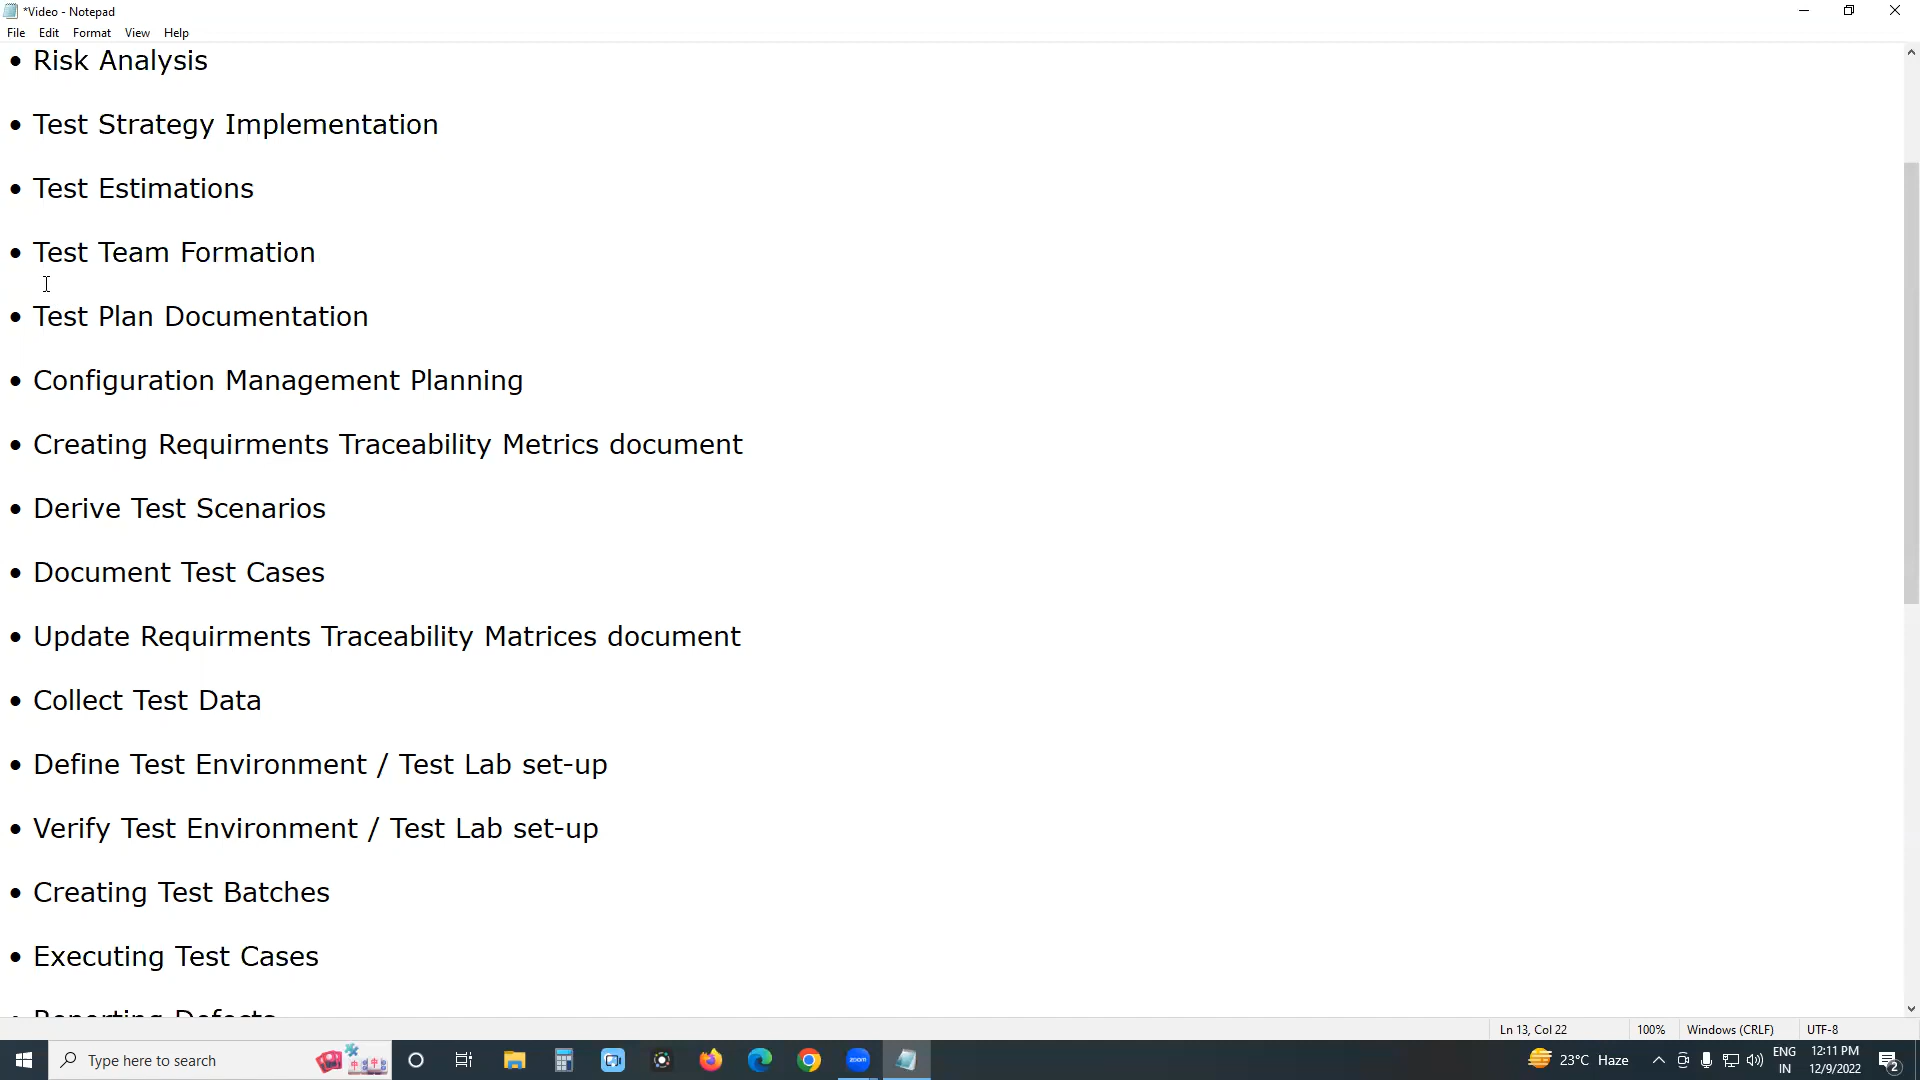 *Video - Notepad
File Edit Format View Help
• Risk Analysis
• Test Strategy Implementation
• Test Estimations
• Test Team Formation
• Test Plan Documentation
• Configuration Management Planning
• Creating Requirments Traceability Metrics document
• Derive Test Scenarios
• Document Test Cases
• Update Requirments Traceability Matrices document
• Collect Test Data
• Define Test Environment / Test Lab set-up
• Verify Test Environment / Test Lab set-up
• Creating Test Batches
• Executing Test Cases
• Reporting Defects
Ln 13, Col 22 100% Windows (CRLF) UTF-8
Type here to search
zoom
23°C Haze
ENG
IN
12:11 PM
12/9/2022
2